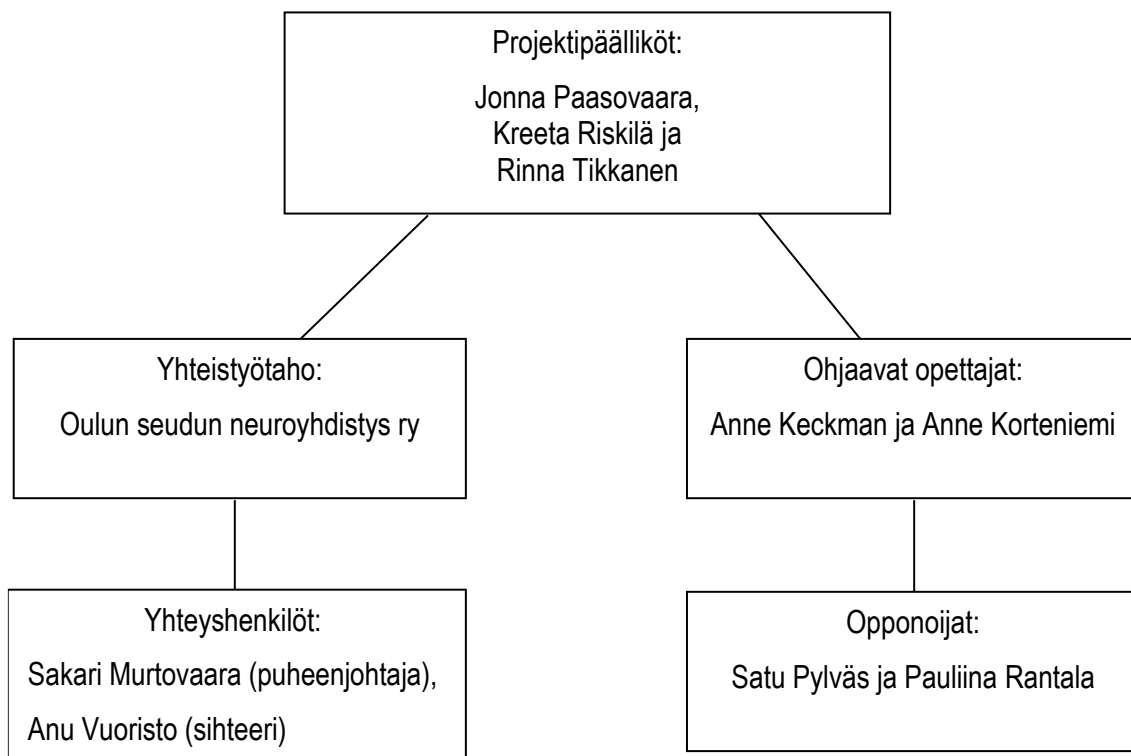 Projektipäälliköt:
Jonna Paasovaara,
Kreeta Riskilä ja
Rinna Tikkanen
Yhteistyötaho:
Oulun seudun neuroyhdistys ry
Ohjaavat opettajat:
Anne Keckman ja Anne Korteniemi
Yhteyshenkilöt:
Sakari Murtovaara (puheenjohtaja),
Anu Vuoristo (sihteeri)
Opponoijat:
Satu Pylväs ja Pauliina Rantala